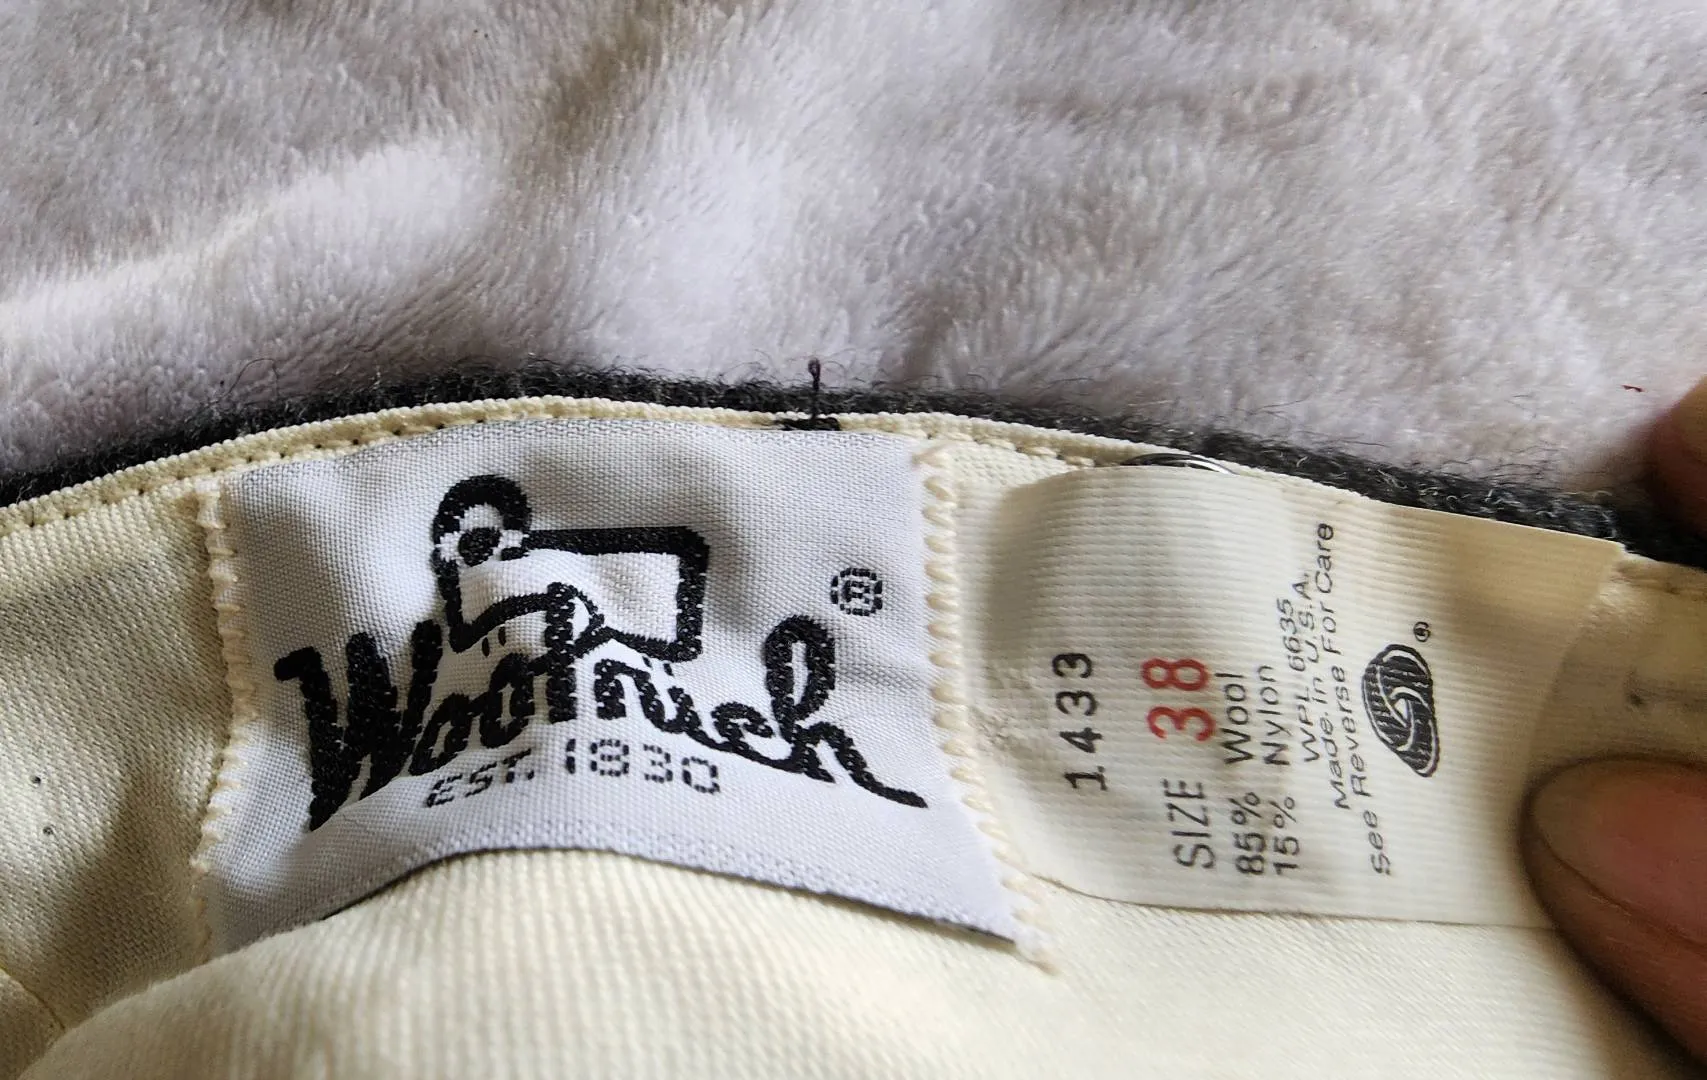 Woolrich
®
EST. 1830
1433
SIZE 38
85% Wool
15% Nylon
WPL 6635
Made in U.S.A.
see Reverse For Care
®